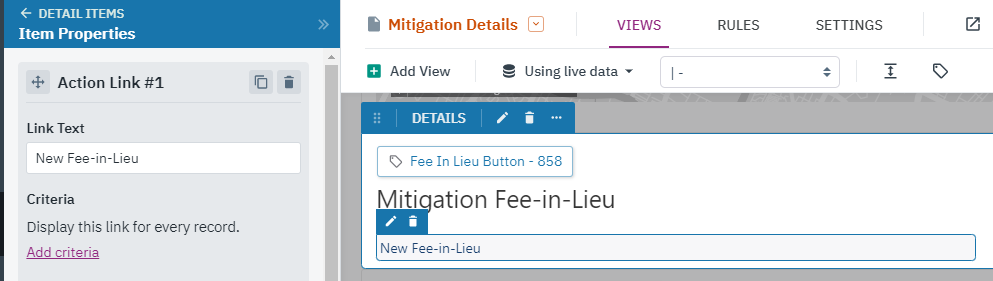 DETAIL ITEMS
Item Properties
Action Link #1
Link Text
New Fee-in-Lieu
Criteria
Display this link for every record.
Add criteria
Mitigation Details
VIEWS
RULES
SETTINGS
Add View
Using live data
| -
DETAILS
Fee In Lieu Button - 858
Mitigation Fee-in-Lieu
New Fee-in-Lieu